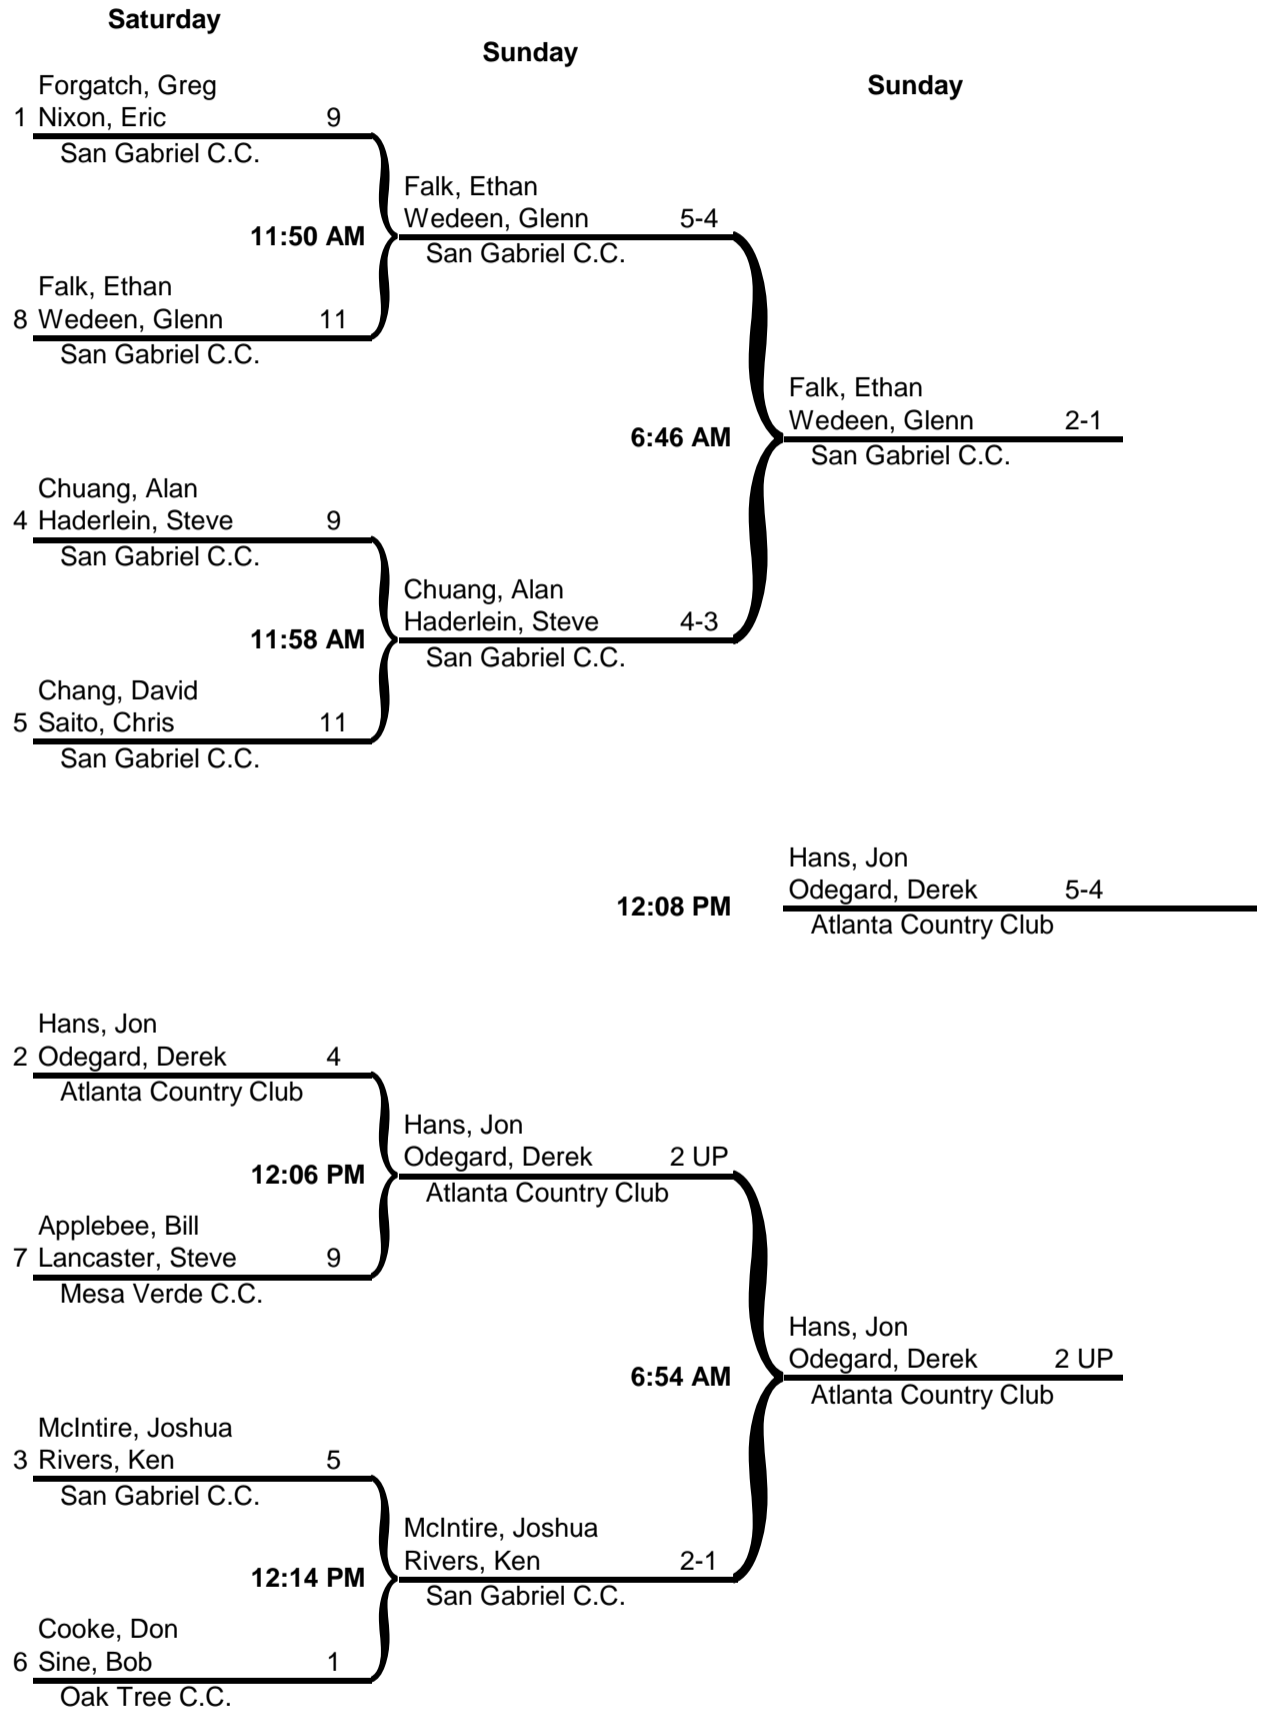 Saturday
Sunday
Sunday
Forgatch, Greg
1 Nixon, Eric 9
San Gabriel C.C.
Falk, Ethan
11:50 AM Wedeen, Glenn 5-4
San Gabriel C.C.
Falk, Ethan
8 Wedeen, Glenn 11
San Gabriel C.C.
Falk, Ethan
6:46 AM Wedeen, Glenn 2-1
San Gabriel C.C.
Chuang, Alan
4 Haderlein, Steve 9
San Gabriel C.C.
Chuang, Alan
11:58 AM Haderlein, Steve 4-3
San Gabriel C.C.
Chang, David
5 Saito, Chris 11
San Gabriel C.C.
Hans, Jon
12:08 PM Odegard, Derek 5-4
Atlanta Country Club
Hans, Jon
2 Odegard, Derek 4
Atlanta Country Club
Hans, Jon
12:06 PM Odegard, Derek 2 UP
Atlanta Country Club
Applebee, Bill
7 Lancaster, Steve 9
Mesa Verde C.C.
Hans, Jon
6:54 AM Odegard, Derek 2 UP
Atlanta Country Club
McIntire, Joshua
3 Rivers, Ken 5
San Gabriel C.C.
McIntire, Joshua
12:14 PM Rivers, Ken 2-1
San Gabriel C.C.
Cooke, Don
6 Sine, Bob 1
Oak Tree C.C.